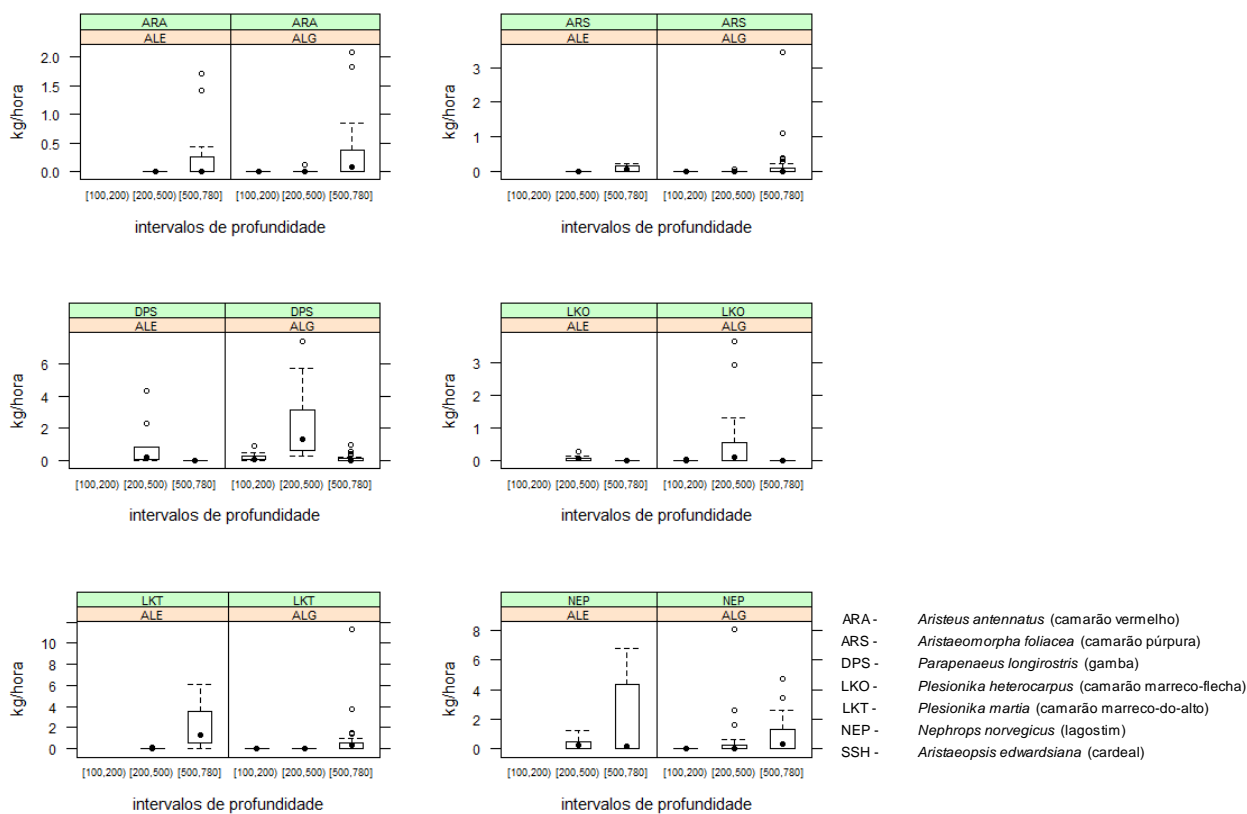 ARA ARA
ALE ALG
2.0
1.5
1.0
0.5
0.0
kg/hora
[100,200) [200,500) [500,780] [100,200) [200,500) [500,780]
intervalos de profundidade
ARS ARS
ALE ALG
3
2
1
0
kg/hora
[100,200) [200,500) [500,780] [100,200) [200,500) [500,780]
intervalos de profundidade
DPS DPS
ALE ALG
6
4
2
0
kg/hora
[100,200) [200,500) [500,780] [100,200) [200,500) [500,780]
intervalos de profundidade
LKO LKO
ALE ALG
3
2
1
0
kg/hora
[100,200) [200,500) [500,780] [100,200) [200,500) [500,780]
intervalos de profundidade
LKT LKT
ALE ALG
10
8
6
4
2
0
kg/hora
[100,200) [200,500) [500,780] [100,200) [200,500) [500,780]
intervalos de profundidade
NEP NEP
ALE ALG
8
6
4
2
0
kg/hora
[100,200) [200,500) [500,780] [100,200) [200,500) [500,780]
intervalos de profundidade
ARA - Aristeus antennatus (camarão vermelho)
ARS - Aristaeomorpha foliacea (camarão púrpura)
DPS - Parapenaeus longirostris (gamba)
LKO - Plesionika heterocarpus (camarão marreco-flecha)
LKT - Plesionika martia (camarão marreco-do-alto)
NEP - Nephrops norvegicus (lagostim)
SSH - Aristaeopsis edwardsiana (cardeal)